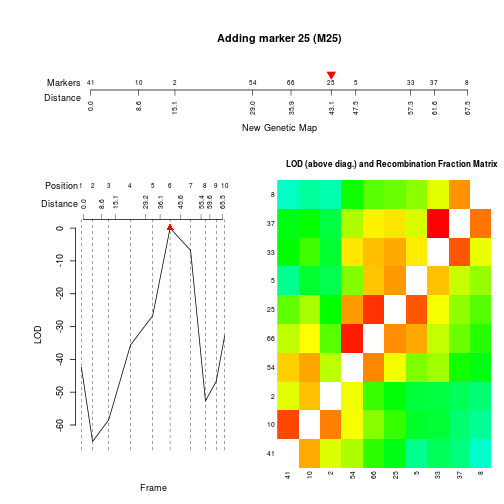 Adding marker 25 (M25)
Markers 41 10 2 54 66 25 5 33 37 8
Distance 0.0 8.6 15.1 29.0 35.9 43.1 47.5 57.3 61.6 67.5
New Genetic Map
Position 1 2 3 4 5 6 7 8 9 10
Distance 0.0 8.6 15.1 29.2 36.1 45.6 55.4 59.6 65.5
LOD
0
-10
-20
-30
-40
-50
-60
Frame
LOD (above diag.) and Recombination Fraction Matrix
8
37
33
5
25
66
54
2
10
41
41 10 2 54 66 25 5 33 37 8